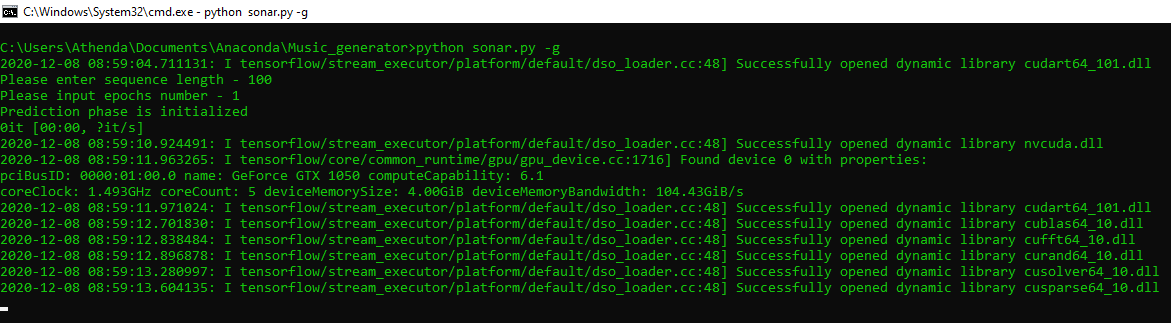 C:\Windows\System32\cmd.exe - python sonar.py -g
C:\Users\Athenda\Documents\Anaconda\Music_generator>python sonar.py -g
2020-12-08 08:59:04.711131: I tensorflow/stream_executor/platform/default/dso_loader.cc:48] Successfully opened dynamic library cudart64_101.dll
Please enter sequence length - 100
Please input epochs number - 1
Prediction phase is initialized
0it [00:00, ?it/s]
2020-12-08 08:59:10.924491: I tensorflow/stream_executor/platform/default/dso_loader.cc:48] Successfully opened dynamic library nvcuda.dll
2020-12-08 08:59:11.963265: I tensorflow/core/common_runtime/gpu/gpu_device.cc:1716] Found device 0 with properties:
pciBusID: 0000:01:00.0 name: GeForce GTX 1050 computeCapability: 6.1
coreClock: 1.493GHz coreCount: 5 deviceMemorySize: 4.00GiB deviceMemoryBandwidth: 104.43GiB/s
2020-12-08 08:59:11.971024: I tensorflow/stream_executor/platform/default/dso_loader.cc:48] Successfully opened dynamic library cudart64_101.dll
2020-12-08 08:59:12.701830: I tensorflow/stream_executor/platform/default/dso_loader.cc:48] Successfully opened dynamic library cublas64_10.dll
2020-12-08 08:59:12.838484: I tensorflow/stream_executor/platform/default/dso_loader.cc:48] Successfully opened dynamic library cufft64_10.dll
2020-12-08 08:59:12.896878: I tensorflow/stream_executor/platform/default/dso_loader.cc:48] Successfully opened dynamic library curand64_10.dll
2020-12-08 08:59:13.280997: I tensorflow/stream_executor/platform/default/dso_loader.cc:48] Successfully opened dynamic library cusolver64_10.dll
2020-12-08 08:59:13.604135: I tensorflow/stream_executor/platform/default/dso_loader.cc:48] Successfully opened dynamic library cusparse64_10.dll